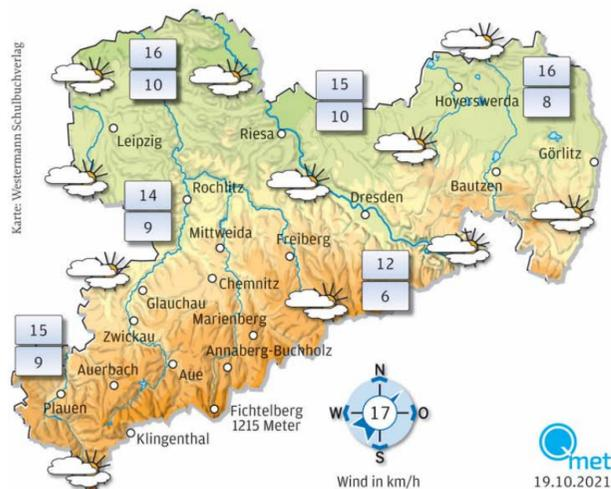 Karte: Westermann Schulbuchverlag
16
10
15
10
16
8
Hoyerswerda
Leipzig
Riesa
Görlitz
Bautzen
Rochlitz
14
9
Dresden
Mittweida
Freiberg
12
6
Chemnitz
Glauchau
Marienberg
Zwickau
15
9
Annaberg-Buchholz
Auerbach
Aue
Plauen
Fichtelberg
1215 Meter
Klingenthal
N
W
17
O
S
Wind in km/h
Qmet
19.10.2021